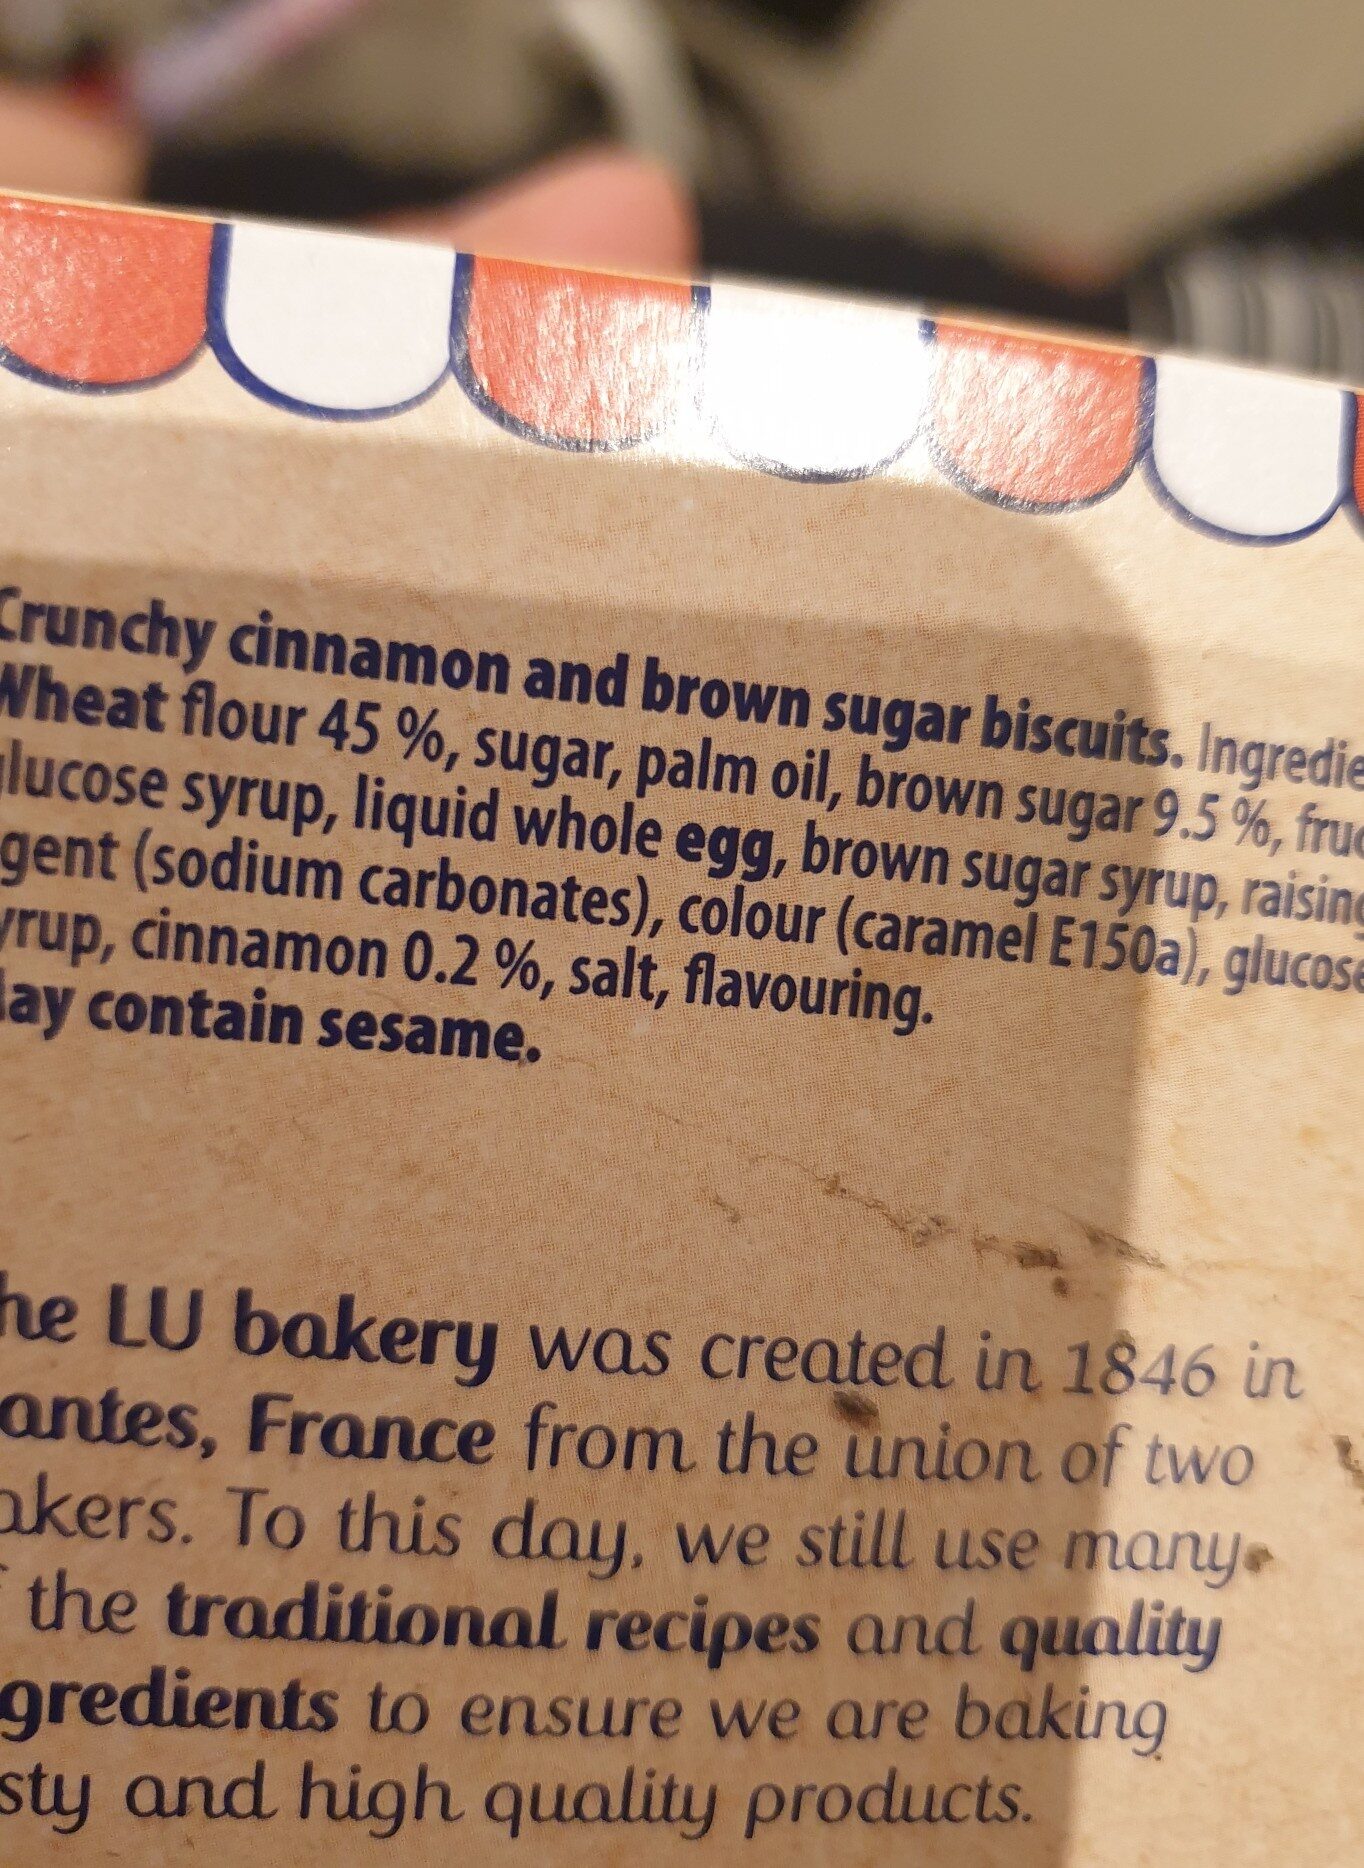 Crunchy cinnamon and brown sugar biscuits. Ingredie
Wheat flour 45 %, sugar, palm oil, brown sugar 9.5 %, fruc
glucose syrup, liquid whole egg, brown sugar syrup, raising
gent (sodium carbonates), colour (caramel E150a), glucose
yrup, cinnamon 0.2 %, salt, flavouring.
lay contain sesame.
he LU bakery was created in 1846 in
antes, France from the union of two
akers. To this day, we still use many
f the traditional recipes and quality
gredients to ensure we are baking
sty and high quality products.